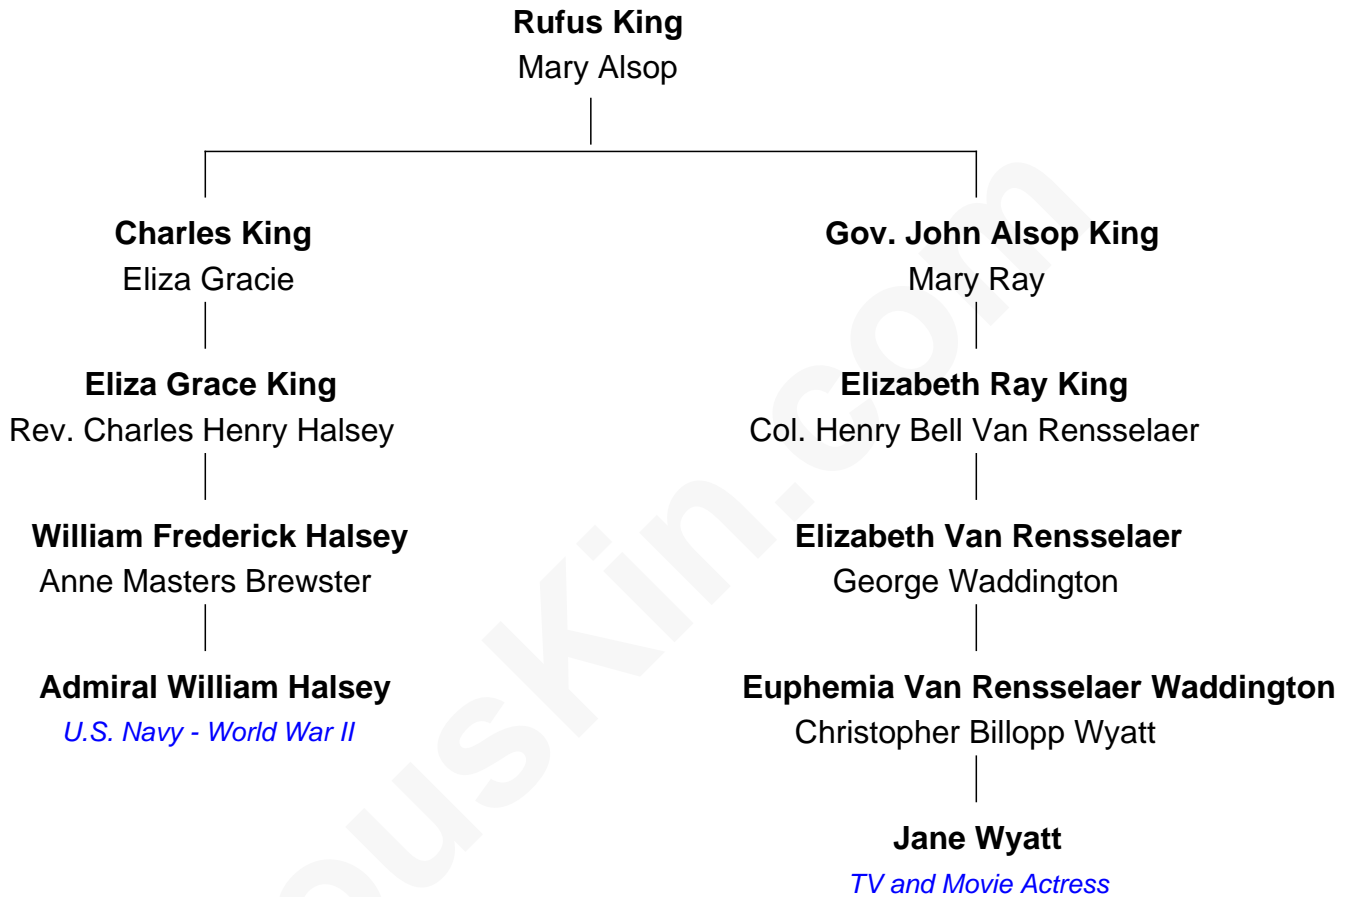 Rufus King
Mary Alsop
Charles King
Eliza Gracie
Gov. John Alsop King
Mary Ray
Eliza Grace King
Rev. Charles Henry Halsey
Elizabeth Ray King
Col. Henry Bell Van Rensselaer
William Frederick Halsey
Anne Masters Brewster
Elizabeth Van Rensselaer
George Waddington
Admiral William Halsey
U.S. Navy - World War II
Euphemia Van Rensselaer Waddington
Christopher Billopp Wyatt
Jane Wyatt
TV and Movie Actress
ousKin.com